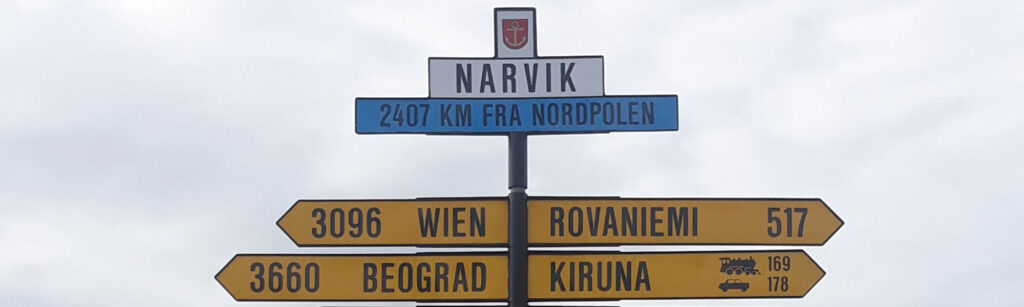 NARVIK
2407 KM FRA NORDPOLEN
3096 WIEN
ROVANIEMI 517
3660 BEOGRAD
KIRUNA 169
178